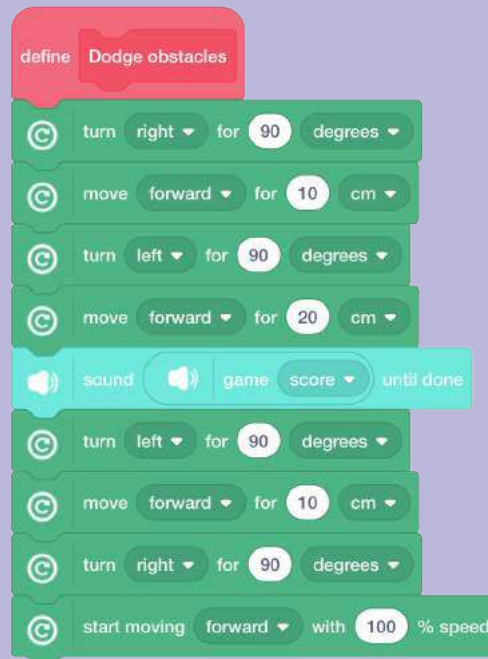 define Dodge obstacles
turn right for 90 degrees
move forward for 10 cm
turn left for 90 degrees
move forward for 20 cm
sound game score until done
turn left for 90 degrees
move forward for 10 cm
turn right for 90 degrees
start moving forward with 100 % speed